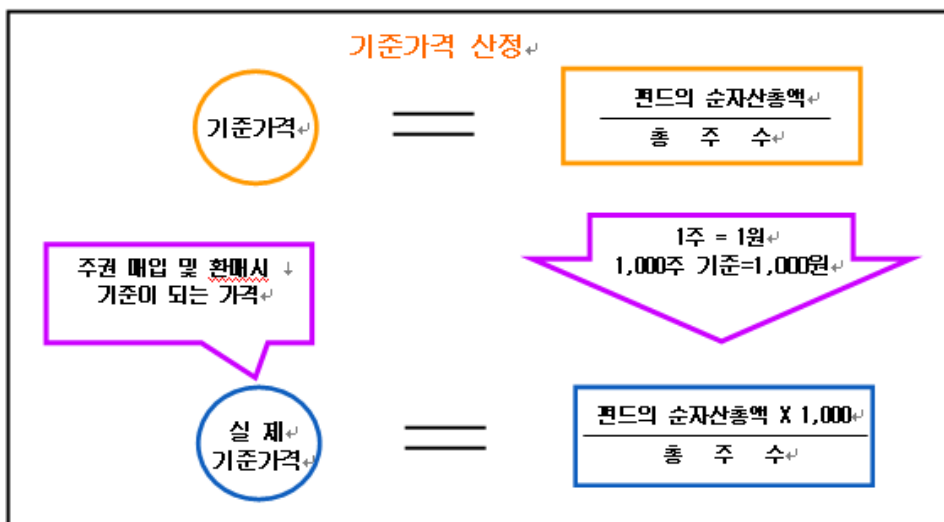 기준가격 산정
기준가격
펀드의 순자산총액
총 주 수
1주 = 1원
1,000주 기준=1,000원
주권 매입 및 환매시
기준이 되는 가격
실 제
기준가격
펀드의 순자산총액 X 1,000
총 주 수